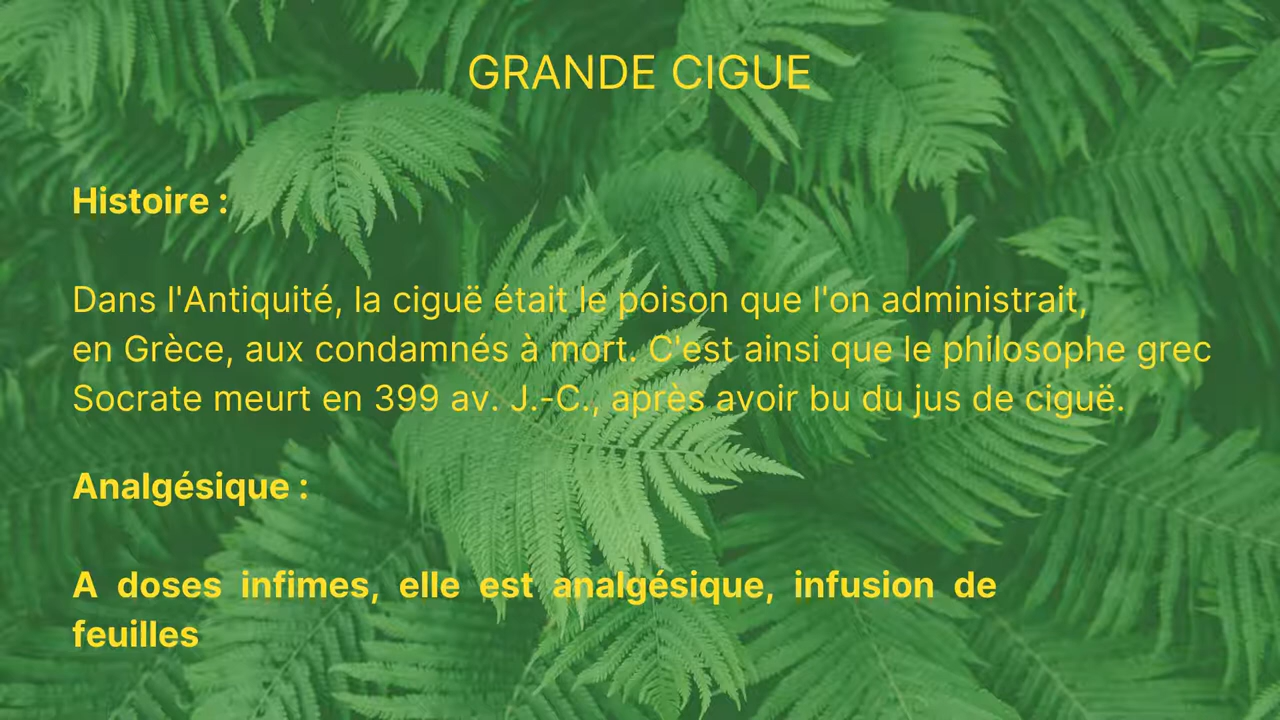 GRANDE CIGUE
Histoire :
Dans l'Antiquité, la ciguë était le poison que l'on administrait,
en Grèce, aux condamnés à mort. C'est ainsi que le philosophe grec
Socrate meurt en 399 av. J.-C., après avoir bu du jus de ciguë.
Analgésique :
A doses infimes, elle est analgésique, infusion de
feuilles